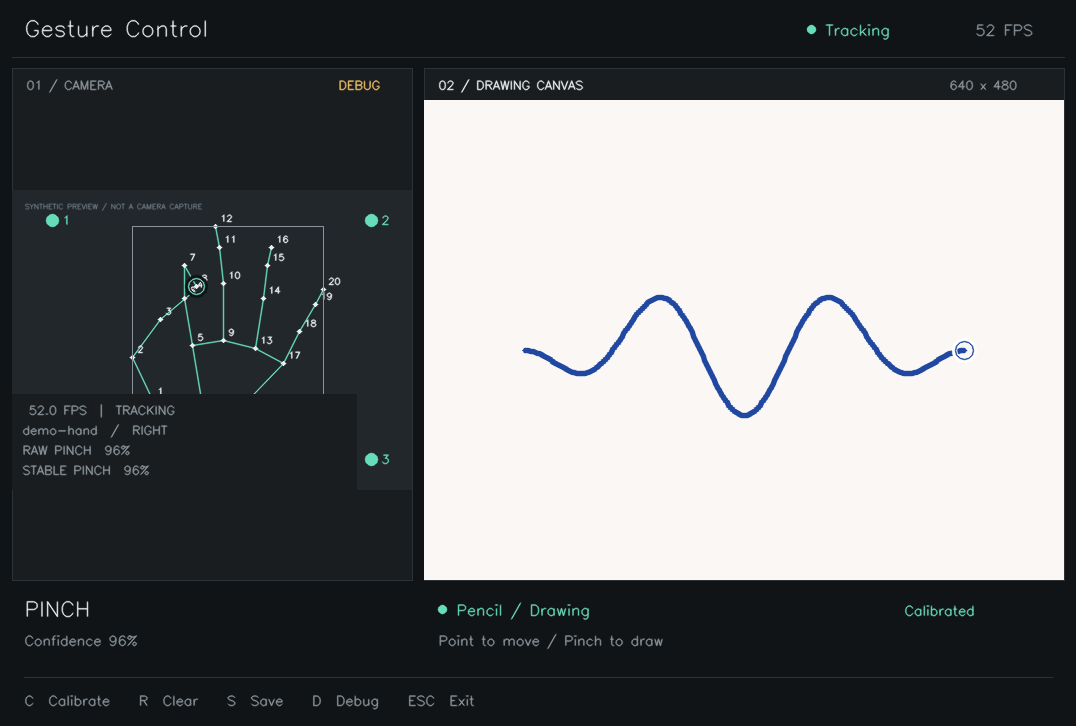 Gesture Control
Tracking
52 FPS
01 / CAMERA
DEBUG
SYNTHETIC PREVIEW / NOT A CAMERA CAPTURE
1
2
12
11
16
7
15
10
20
14
19
3
18
9
5
13
2
17
1
52.0 FPS | TRACKING
demo-hand / RIGHT
RAW PINCH 96%
STABLE PINCH 96%
3
02 / DRAWING CANVAS
640 x 480
PINCH
Confidence 96%
Pencil / Drawing
Calibrated
Point to move / Pinch to draw
C Calibrate R Clear S Save D Debug ESC Exit